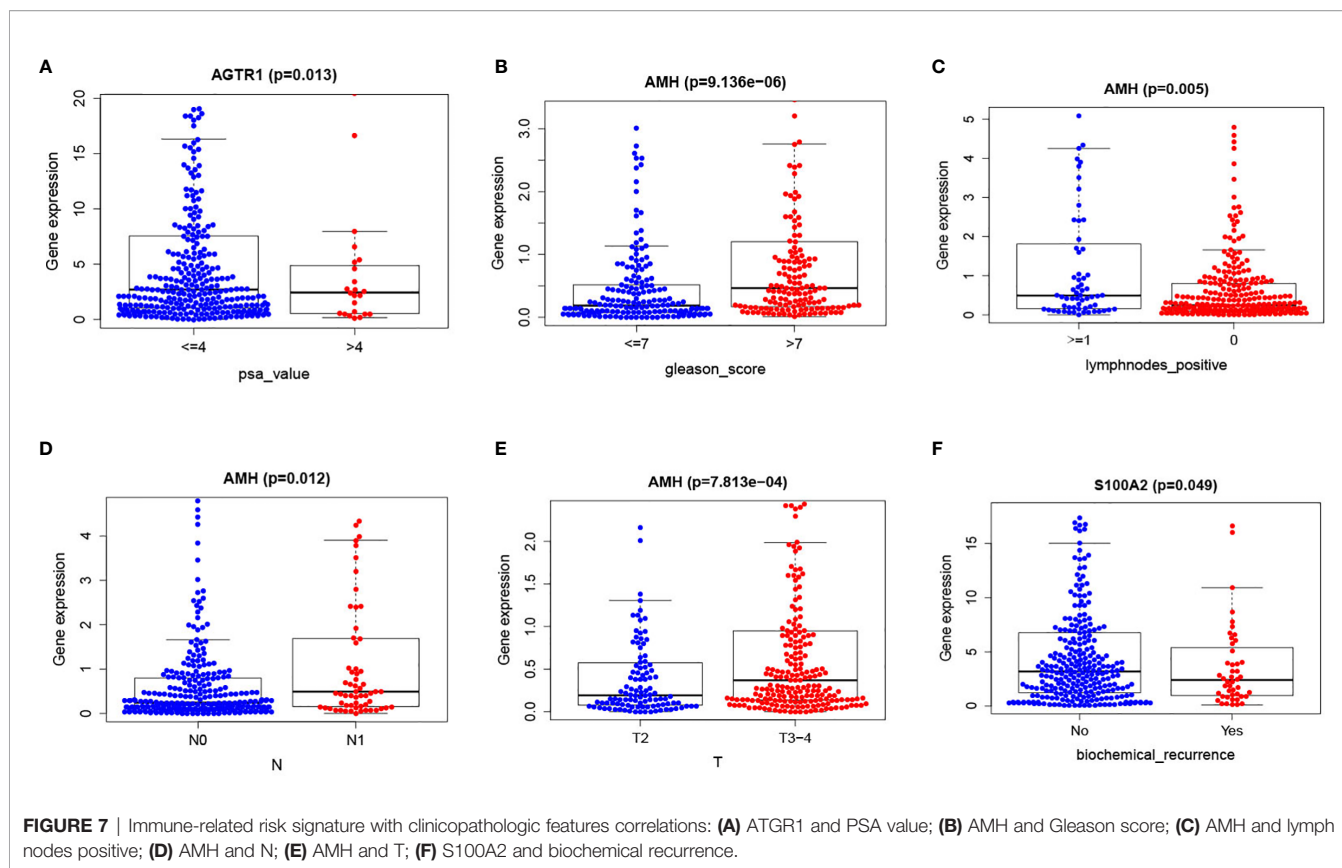 A
AGTR1 (p=0.013)
Gene expression
20
15
10
5
0
<=4
>4
psa_value
B
AMH (p=9.136e−06)
Gene expression
3.0
2.0
1.0
0.0
<=7
>7
gleason_score
C
AMH (p=0.005)
Gene expression
5
4
3
2
1
0
>=1
0
lymphnodes_positive
D
AMH (p=0.012)
Gene expression
4
3
2
1
0
N0
N1
N
E
AMH (p=7.813e−04)
Gene expression
2.0
1.5
1.0
0.5
0.0
T2
T3−4
T
F
S100A2 (p=0.049)
Gene expression
15
10
5
0
No
Yes
biochemical_recurrence
FIGURE 7 | Immune-related risk signature with clinicopathologic features correlations: (A) ATGR1 and PSA value; (B) AMH and Gleason score; (C) AMH and lymph
nodes positive; (D) AMH and N; (E) AMH and T; (F) S100A2 and biochemical recurrence.